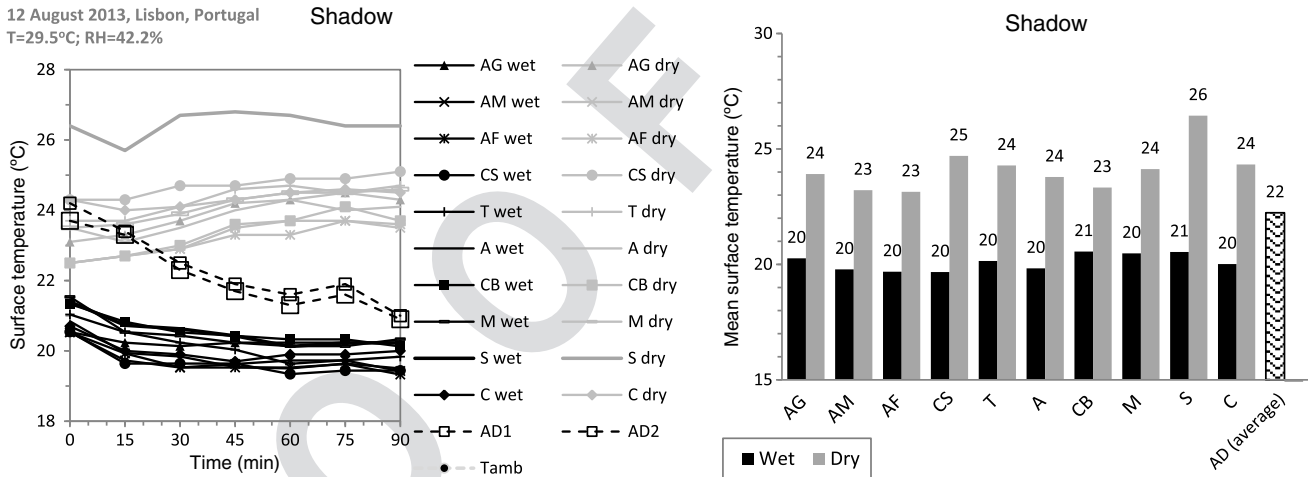 12 August 2013, Lisbon, Portugal
T=29.5ºC; RH=42.2%
Shadow
Surface temperature (ºC)
28
26
24
22
20
18
0 15 30 45 60 75 90
Time (min)
AG wet AG dry
AM wet AM dry
AF wet AF dry
CS wet CS dry
T wet T dry
A wet A dry
CB wet CB dry
M wet M dry
S wet S dry
C wet C dry
AD1 AD2
Tamb
Shadow
Mean surface temperature (ºC)
30
25
20
15
20 24 20 23 20 23 20 25 20 24 20 24 21 23 20 24 21 26 20 24 22
AG AM AF CS T A CB M S C AD (average)
Wet Dry
O F
O